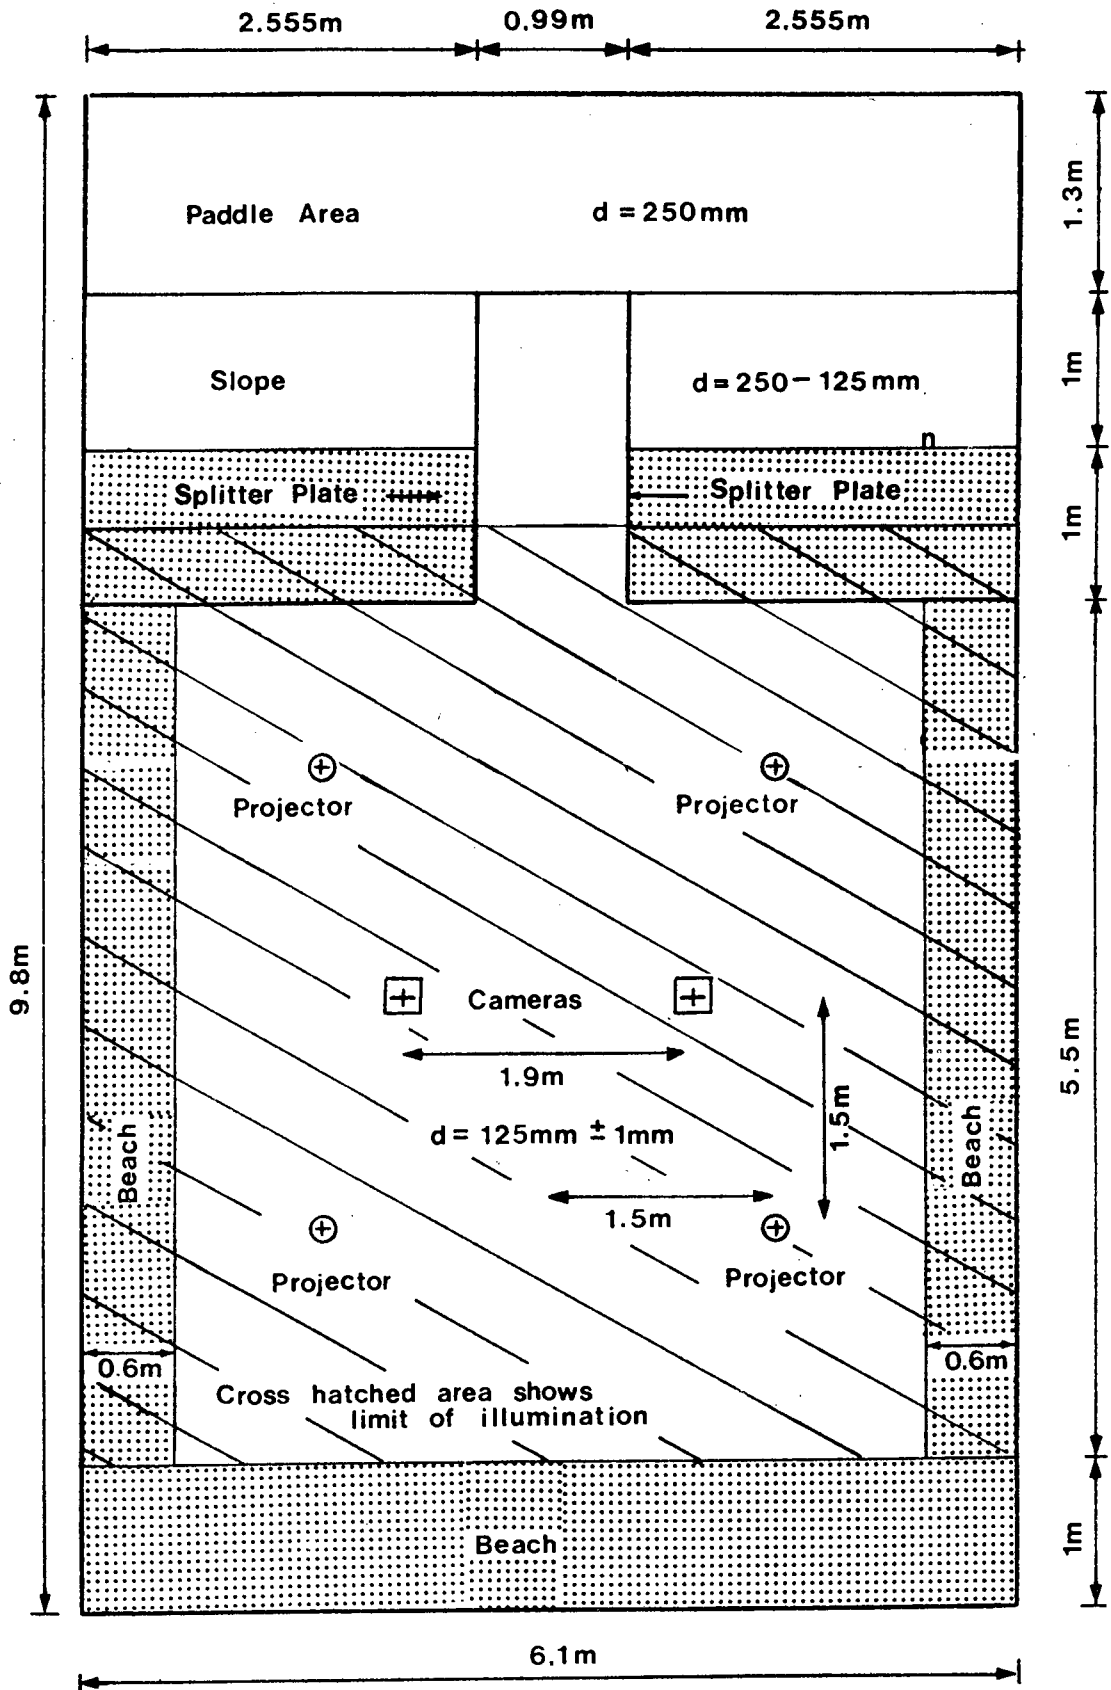 2.555m 0.99m 2.555m
1.3m
Paddle Area d = 250mm
1m
Slope d = 250 - 125 mm
n
1m
Splitter Plate Splitter Plate
Projector Projector
9.8m
5.5m
Cameras
1.9m
1.5m
d = 125mm ± 1mm
Beach Beach
1.5m
Projector Projector
0.6m 0.6m
Cross hatched area shows
limit of illumination
1m
Beach
6.1m